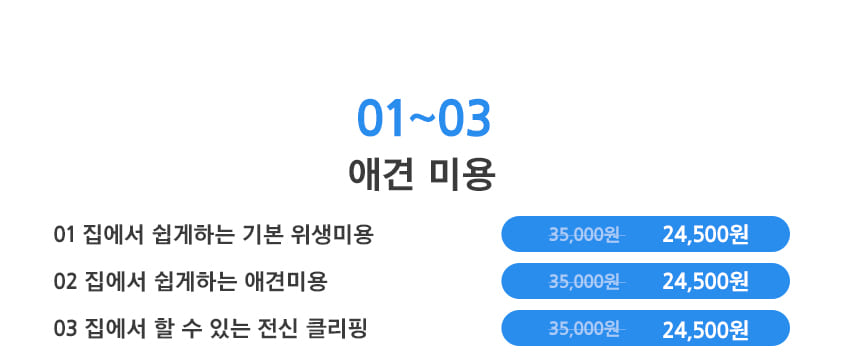 01~03
애견 미용
01 집에서 쉽게하는 기본 위생미용 35,000원 24,500원
02 집에서 쉽게하는 애견미용 35,000원 24,500원
03 집에서 할 수 있는 전신 클리핑 35,000원 24,500원